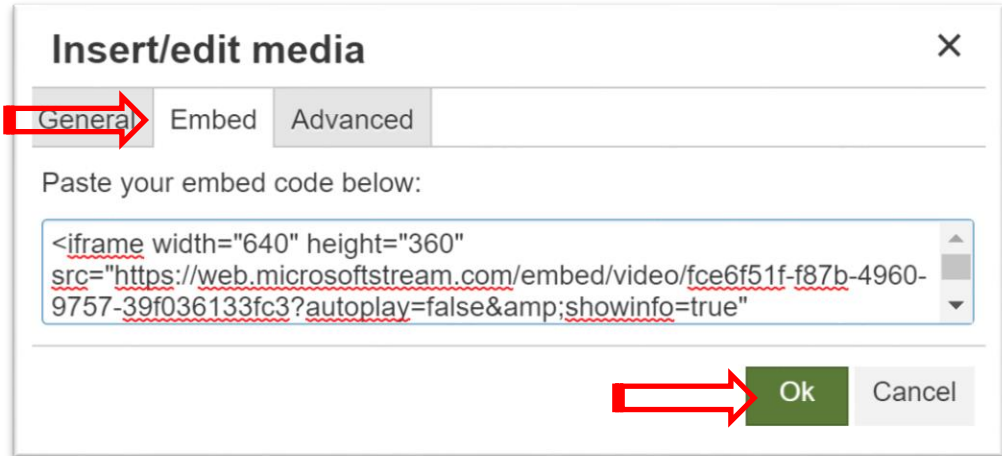 Insert/edit media ×
General Embed Advanced
Paste your embed code below:
<iframe width="640" height="360"
src="https://web.microsoftstream.com/embed/video/fce6f51f-f87b-4960-
9757-39f036133fc3?autoplay=false&amp;showinfo=true"
Ok Cancel